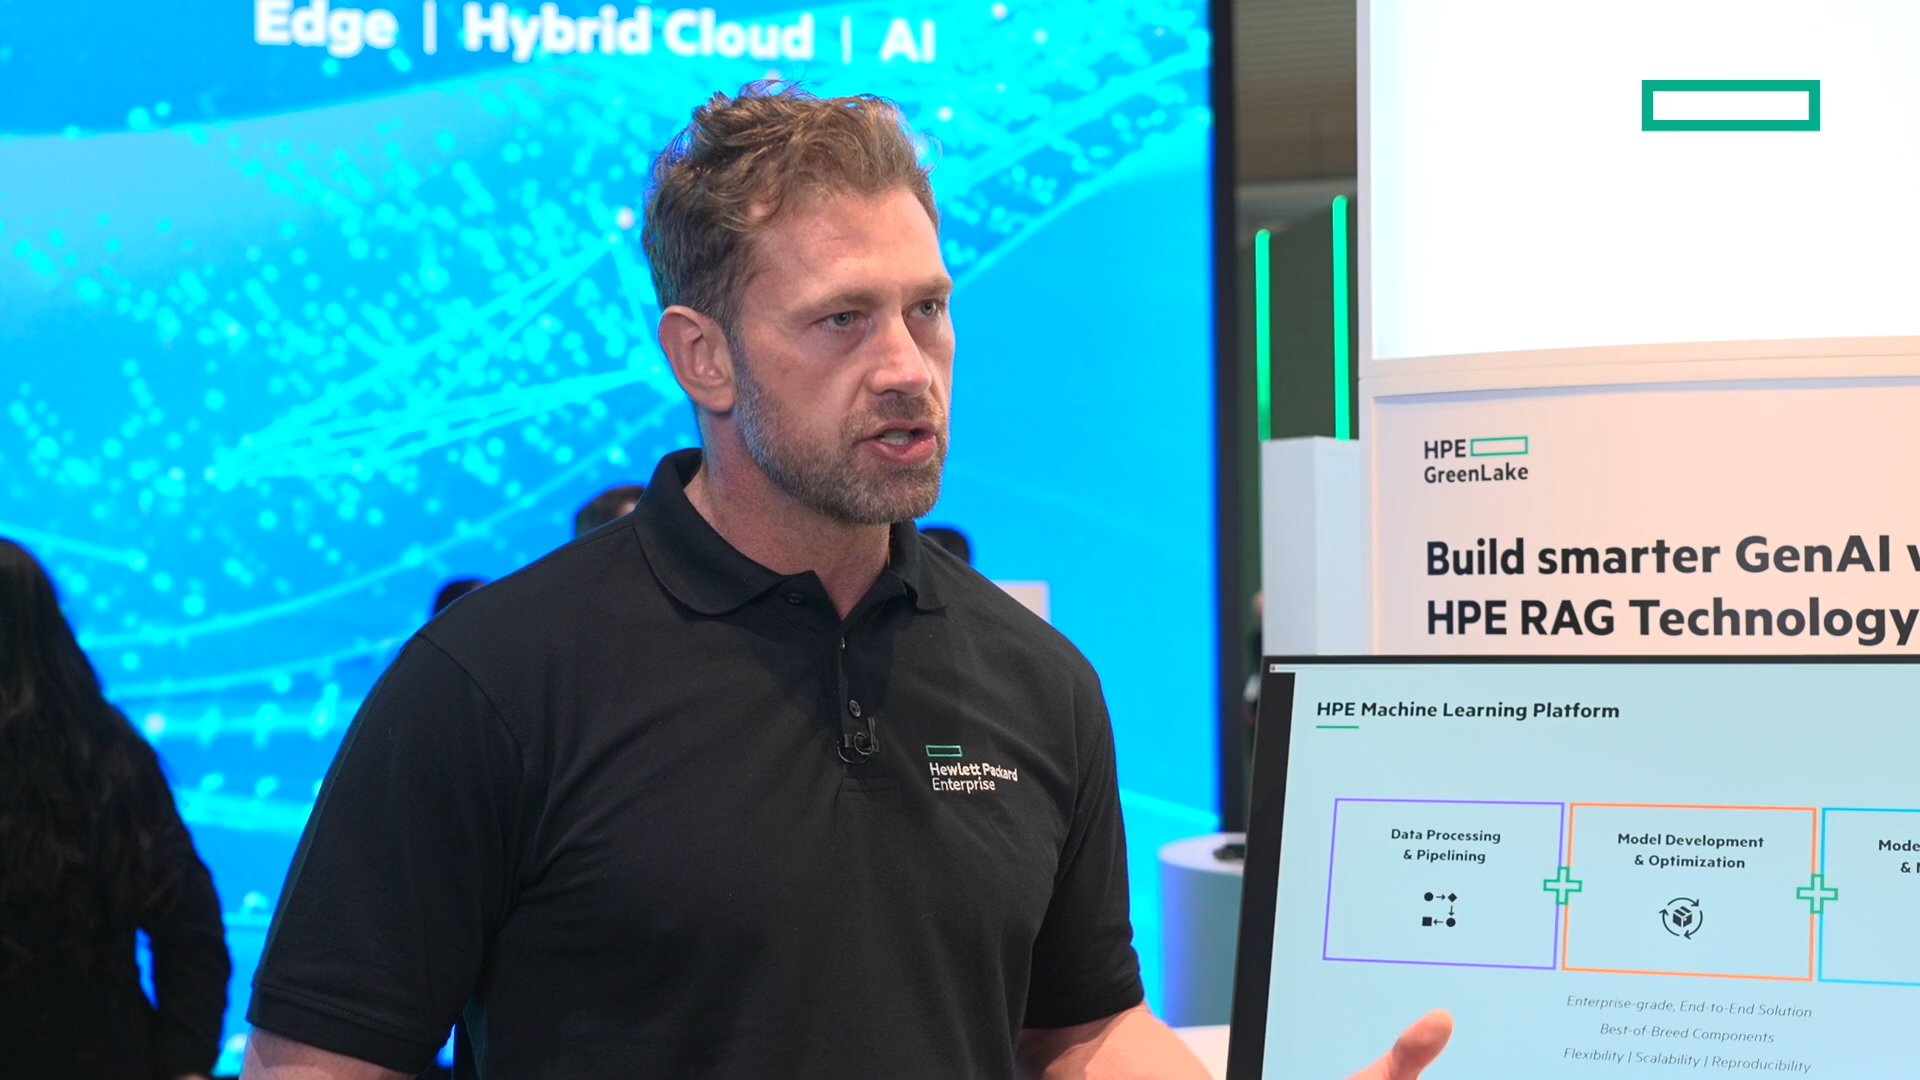 Edge | Hybrid Cloud | AI
HPE
GreenLake
Build smarter GenAI
HPE RAG Technology
HPE Machine Learning Platform
Data Processing
& Pipelining
Model Development
& Optimization
Mode
&
Enterprise-grade, End-to-End Solution
Best-of-Breed Components
Flexibility | Scalability | Reproducibility
Hewlett Packard
Enterprise